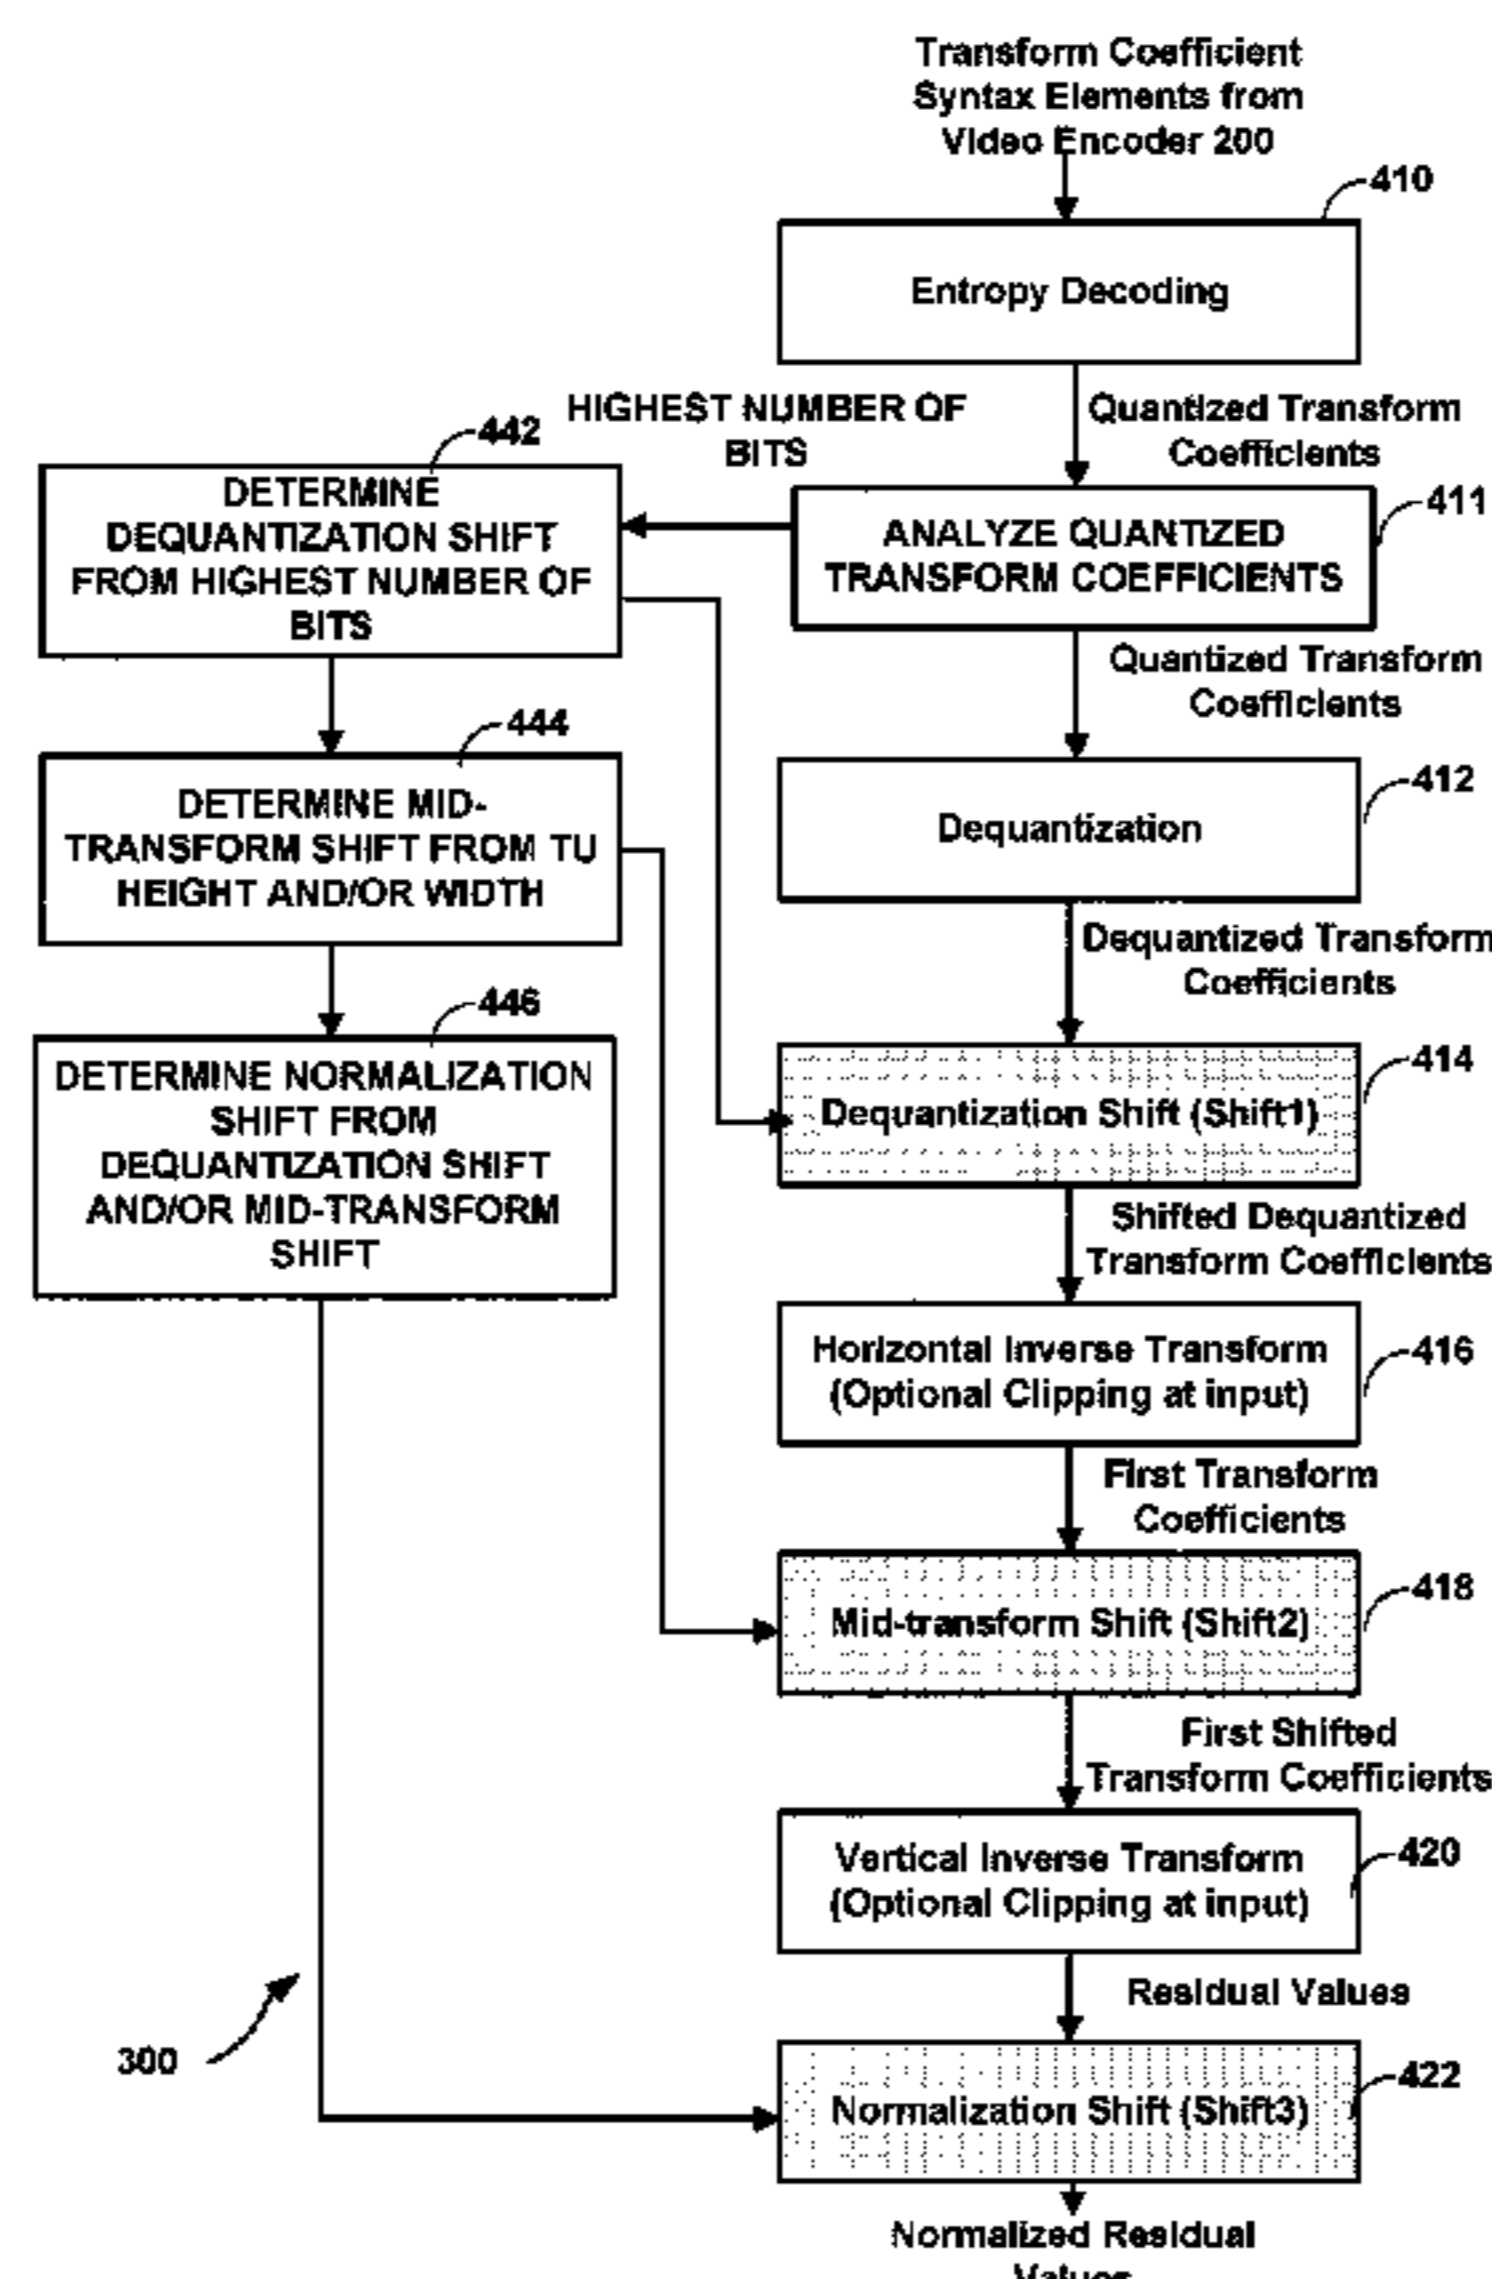 Transform Coefficient
Syntax Elements from
Video Encoder 200
410
Entropy Decoding
HIGHEST NUMBER OF
BITS
Quantized Transform
Coefficients
442
DETERMINE
DEQUANTIZATION SHIFT
FROM HIGHEST NUMBER OF
BITS
411
ANALYZE QUANTIZED
TRANSFORM COEFFICIENTS
Quantized Transform
Coefficients
444
DETERMINE MID-
TRANSFORM SHIFT FROM TU
HEIGHT AND/OR WIDTH
412
Dequantization
Dequantized Transform
Coefficients
446
DETERMINE NORMALIZATION
SHIFT FROM
DEQUANTIZATION SHIFT
AND/OR MID-TRANSFORM
SHIFT
414
Dequantization Shift (Shift1)
Shifted Dequantized
Transform Coefficients
416
Horizontal Inverse Transform
(Optional Clipping at input)
First Transform
Coefficients
418
Mid-transform Shift (Shift2)
First Shifted
Transform Coefficients
420
Vertical Inverse Transform
(Optional Clipping at input)
Residual Values
300
422
Normalization Shift (Shift3)
Normalized Residual
Values